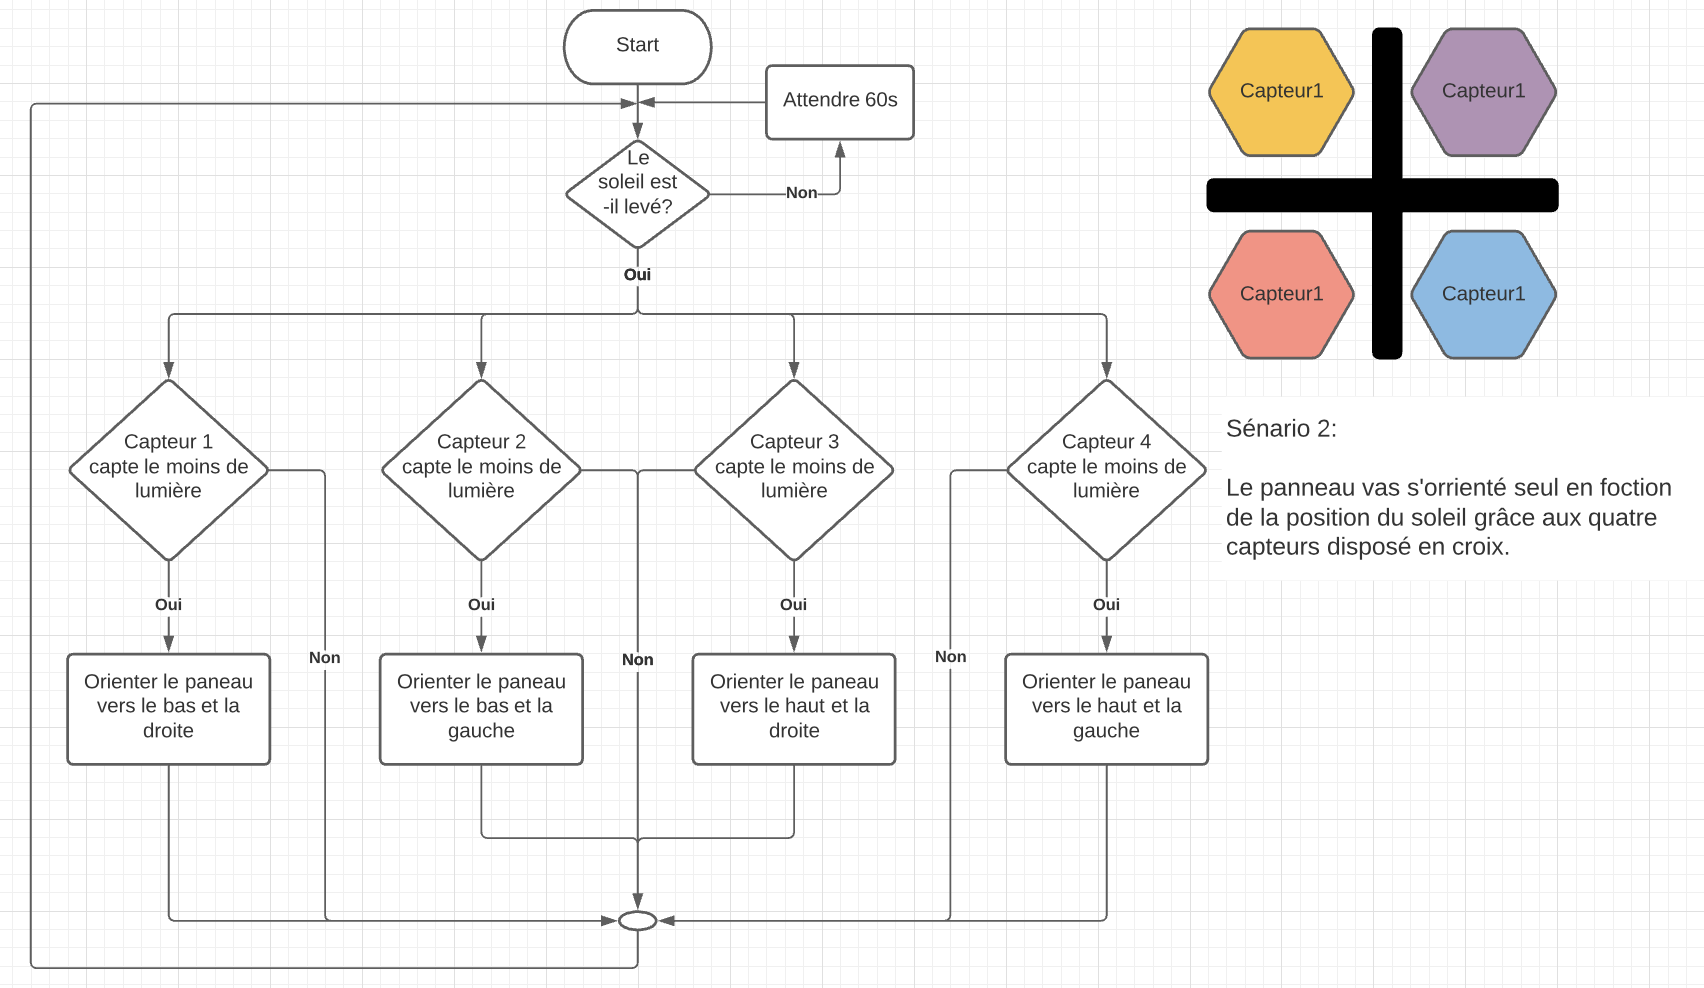 Start
Attendre 60s
Le
soleil est
-il levé?
Non
Oui
Capteur 1
capte le moins de
lumière
Capteur 2
capte le moins de
lumière
Capteur 3
capte le moins de
lumière
Capteur 4
capte le moins de
lumière
Oui
Oui
Oui
Oui
Non
Non
Non
Orienter le paneau
vers le bas et la
droite
Orienter le paneau
vers le bas et la
gauche
Orienter le paneau
vers le haut et la
droite
Orienter le paneau
vers le haut et la
gauche
Capteur1
Capteur1
Capteur1
Capteur1
Sénario 2:
Le panneau vas s'orrienté seul en foction
de la position du soleil grâce aux quatre
capteurs disposé en croix.